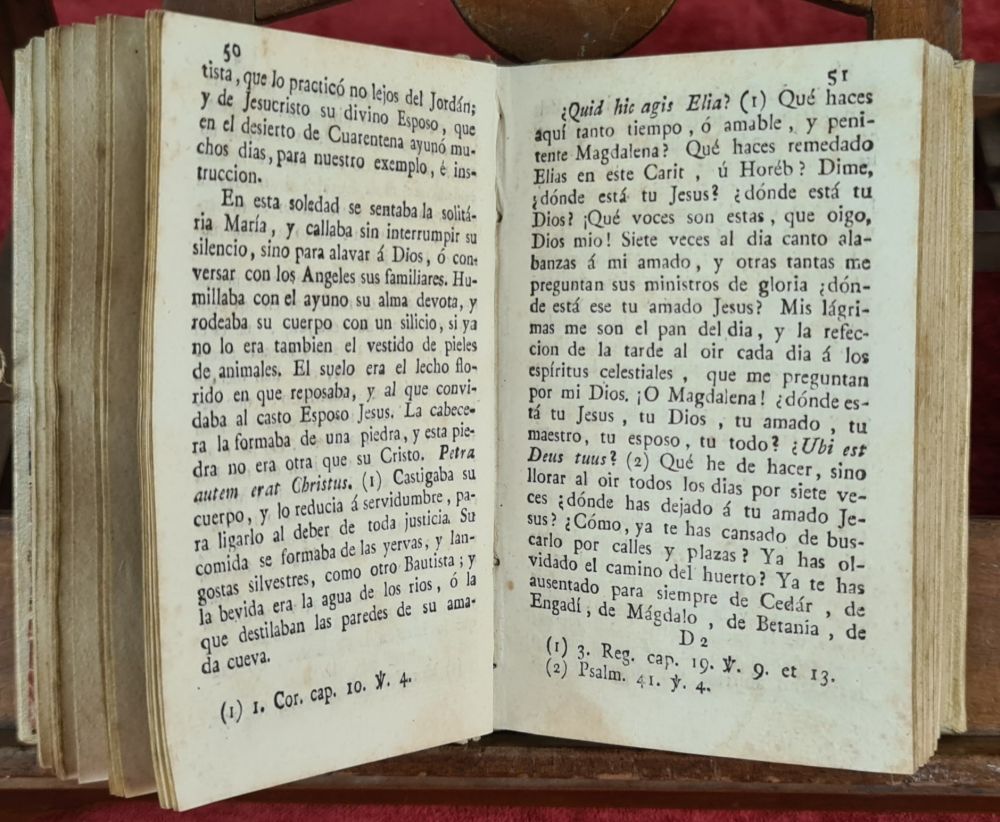 50
tista, que lo practicó no lejos del Jordán;
y de Jesucristo su divino Esposo, que
en el desierto de Cuarentena ayunó mu-
chos dias, para nuestro exemplo, é ins-
truccion.
En esta soledad se sentaba la solitá-
ria María, y callaba sin interrumpir su
silencio, sino para alavar á Dios, ó con-
versar con los Angeles sus familiares. Hu-
millaba con el ayuno su alma devota, y
rodeaba su cuerpo con un silicio, si ya
no lo era tambien el vestido de pieles
de animales. El suelo era el lecho flo-
rido en que reposaba, y al que convi-
daba al casto Esposo Jesus. La cabece-
ra la formaba de una piedra, y esta pie-
dra no era otra que su Cristo. Petra
autem erat Christus. (1) Castigaba su
cuerpo, y lo reducia á servidumbre, pa-
ra ligarlo al deber de toda justicia. Su
comida se formaba de las yervas, y lan-
gostas silvestres, como otro Bautista; y
la bevida era la agua de los rios, ó la
que destilaban las paredes de su ama-
da cueva.
(1) 1. Cor. cap. 10. ℣. 4.
51
¿Quid hic agis Elia? (1) Qué haces
aquí tanto tiempo, ó amable, y peni-
tente Magdalena? Qué haces remedado
Elias en este Carit, ú Horéb? Dime,
¿dónde está tu Jesus? ¿dónde está tu
Dios? ¡Qué voces son estas, que oigo,
Dios mio! Siete veces al dia canto ala-
banzas á mi amado, y otras tantas me
preguntan sus ministros de gloria ¿dón-
de está ese tu amado Jesus? Mis lágri-
mas me son el pan del dia, y la refec-
cion de la tarde al oir cada dia á los
espíritus celestiales, que me preguntan
por mi Dios. ¡O Magdalena! ¿dónde es-
tá tu Jesus, tu Dios, tu amado, tu
maestro, tu esposo, tu todo? ¿Ubi est
Deus tuus? (2) Qué he de hacer, sino
llorar al oir todos los dias por siete ve-
ces ¿dónde has dejado á tu amado Je-
sus? ¿Cómo, ya te has cansado de bus-
carlo por calles y plazas? Ya has ol-
vidado el camino del huerto? Ya te has
ausentado para siempre de Cedár, de
Engadí, de Mágdalo, de Betania, de
D 2
(1) 3. Reg. cap. 19. ℣. 9. et 13.
(2) Psalm. 41. ℣. 4.